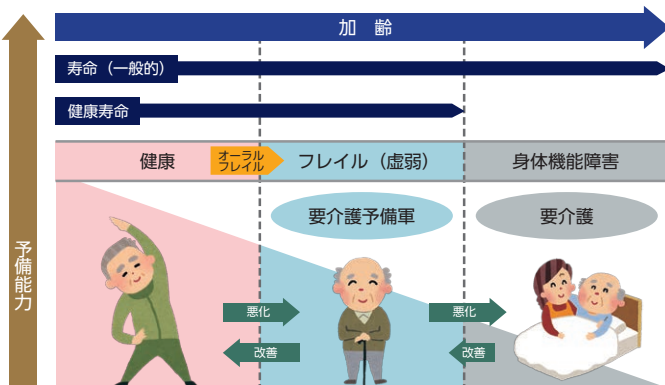 加 齢
寿命（一般的）
健康寿命
健康
オーラル
フレイル
フレイル（虚弱）
身体機能障害
要介護予備軍
要介護
予備能力
悪化
悪化
改善
改善